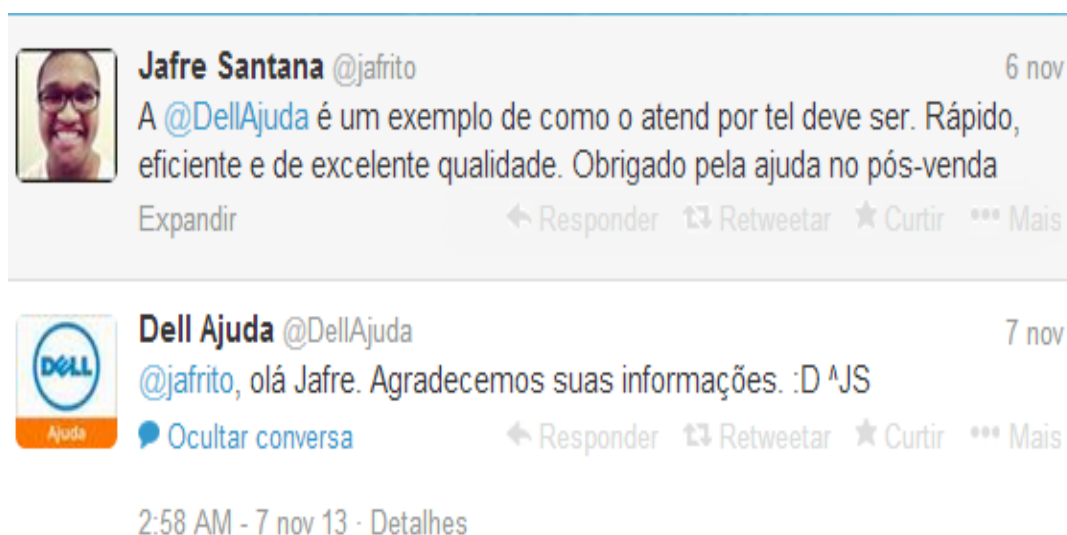 Jafre Santana @jafrito 6 nov
A @DellAjuda é um exemplo de como o atend por tel deve ser. Rápido,
eficiente e de excelente qualidade. Obrigado pela ajuda no pós-venda
Expandir Responder Retweetar Curtir Mais
Dell Ajuda @DellAjuda 7 nov
@jafrito, olá Jafre. Agradecemos suas informações. :D ^JS
DELL
Ajuda
Ocultar conversa Responder Retweetar Curtir Mais
2:58 AM - 7 nov 13 · Detalhes